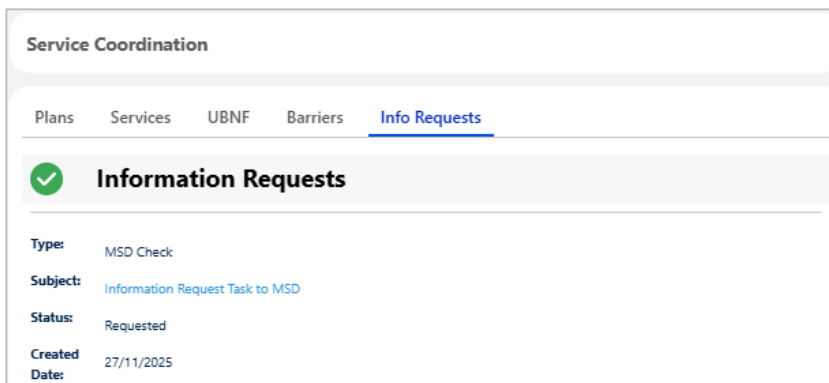 Service Coordination
Plans Services UBNF Barriers Info Requests
Information Requests
Type: MSD Check
Subject: Information Request Task to MSD
Status: Requested
Created Date: 27/11/2025